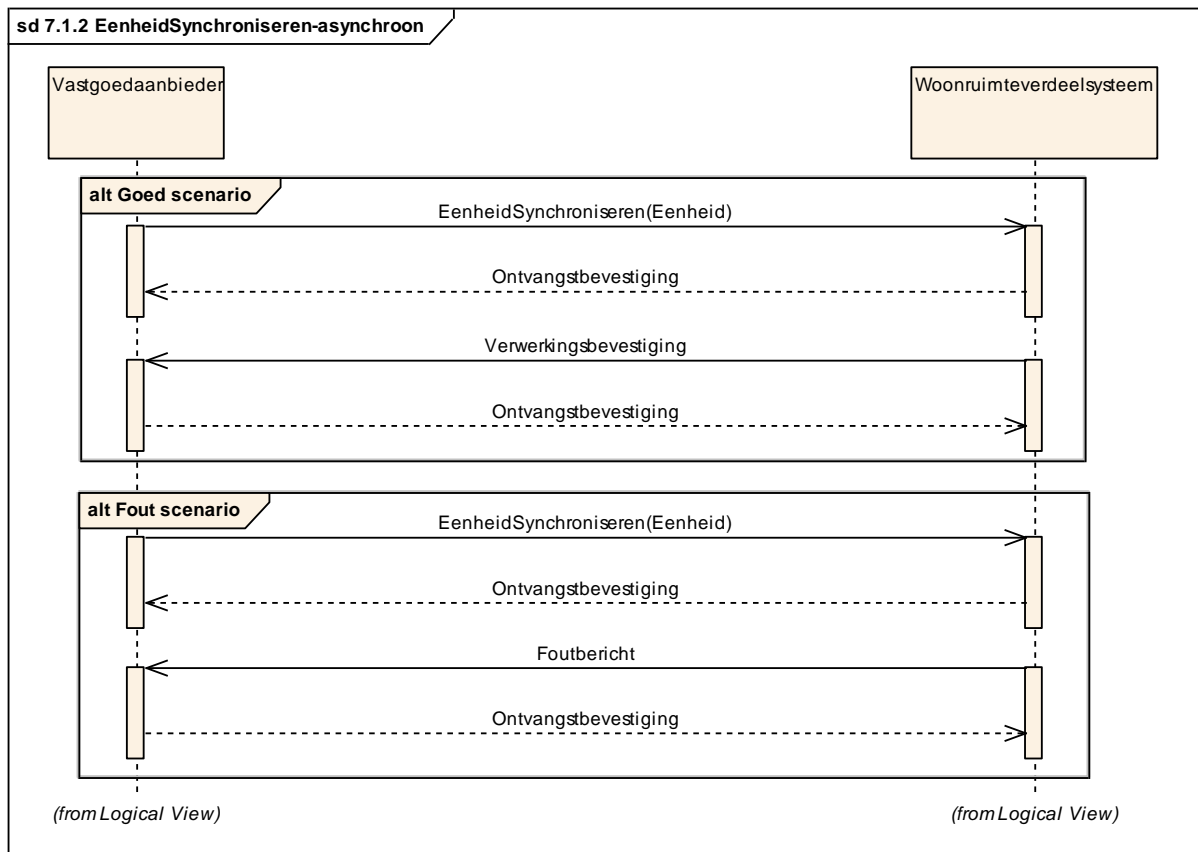 sd 7.1.2 EenheidSynchroniseren-asynchroon
Vastgoedaanbieder
Woonruimteverdeelsysteem
alt Goed scenario
EenheidSynchroniseren(Eenheid)
Ontvangstbevestiging
Verwerkingsbevestiging
Ontvangstbevestiging
alt Fout scenario
EenheidSynchroniseren(Eenheid)
Ontvangstbevestiging
Foutbericht
Ontvangstbevestiging
(from Logical View)
(from Logical View)